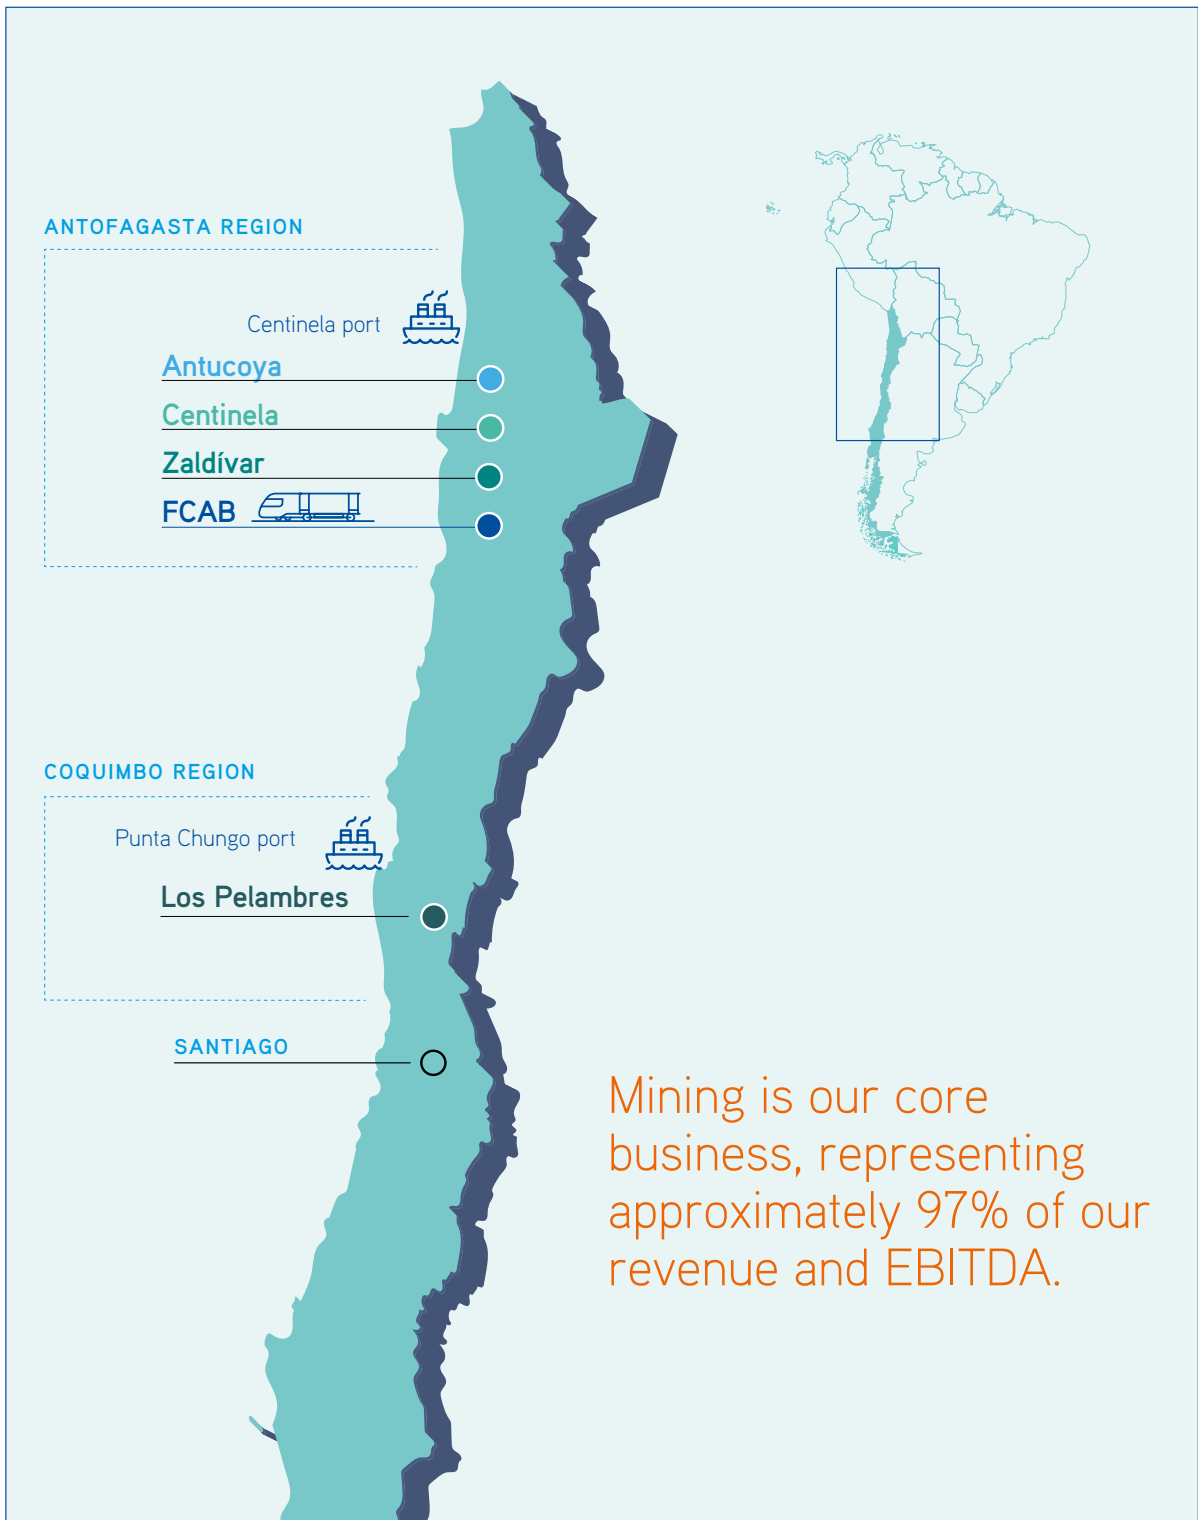 ANTOFAGASTA REGION
Centinela port
Antucoya
Centinela
Zaldívar
FCAB
COQUIMBO REGION
Punta Chungo port
Los Pelambres
SANTIAGO
Mining is our core
business, representing
approximately 97% of our
revenue and EBITDA.